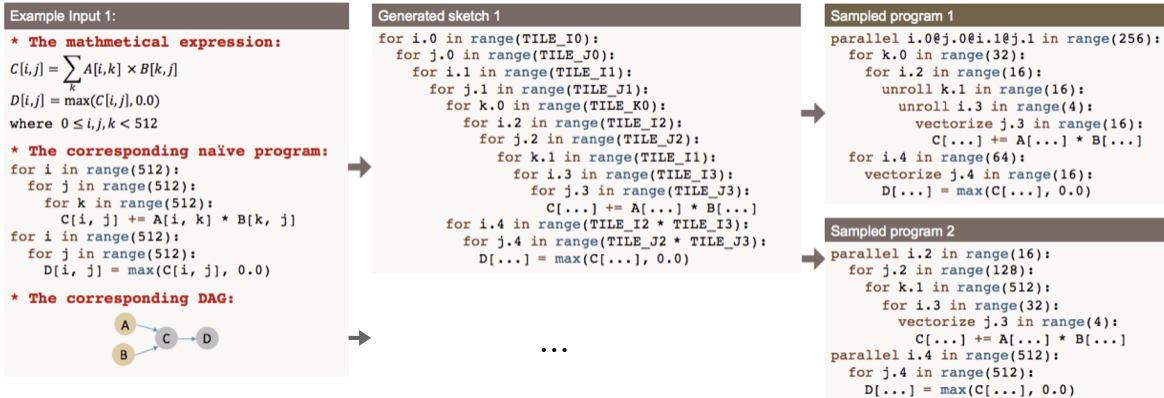 Example Input 1:
* The mathmetical expression:
C[i,j] = ∑ A[i,k] × B[k,j]
k
D[i,j] = max(C[i,j], 0.0)
where 0 ≤ i,j,k < 512
* The corresponding naïve program:
for i in range(512):
for j in range(512):
for k in range(512):
C[i, j] += A[i, k] * B[k, j]
for i in range(512):
for j in range(512):
D[i, j] = max(C[i, j], 0.0)
* The corresponding DAG:
A
B
C
D
Generated sketch 1
for i.0 in range(TILE_I0):
for j.0 in range(TILE_J0):
for i.1 in range(TILE_I1):
for j.1 in range(TILE_J1):
for k.0 in range(TILE_K0):
for i.2 in range(TILE_I2):
for j.2 in range(TILE_J2):
for k.1 in range(TILE_I1):
for i.3 in range(TILE_I3):
for j.3 in range(TILE_J3):
C[...] += A[...] * B[...]
for i.4 in range(TILE_I2 * TILE_I3):
for j.4 in range(TILE_J2 * TILE_J3):
D[...] = max(C[...], 0.0)
...
Sampled program 1
parallel i.0@j.0@i.1@j.1 in range(256):
for k.0 in range(32):
for i.2 in range(16):
unroll k.1 in range(16):
unroll i.3 in range(4):
vectorize j.3 in range(16):
C[...] += A[...] * B[...]
for i.4 in range(64):
vectorize j.4 in range(16):
D[...] = max(C[...], 0.0)
Sampled program 2
parallel i.2 in range(16):
for j.2 in range(128):
for k.1 in range(512):
for i.3 in range(32):
vectorize j.3 in range(4):
C[...] += A[...] * B[...]
parallel i.4 in range(512):
for j.4 in range(512):
D[...] = max(C[...], 0.0)